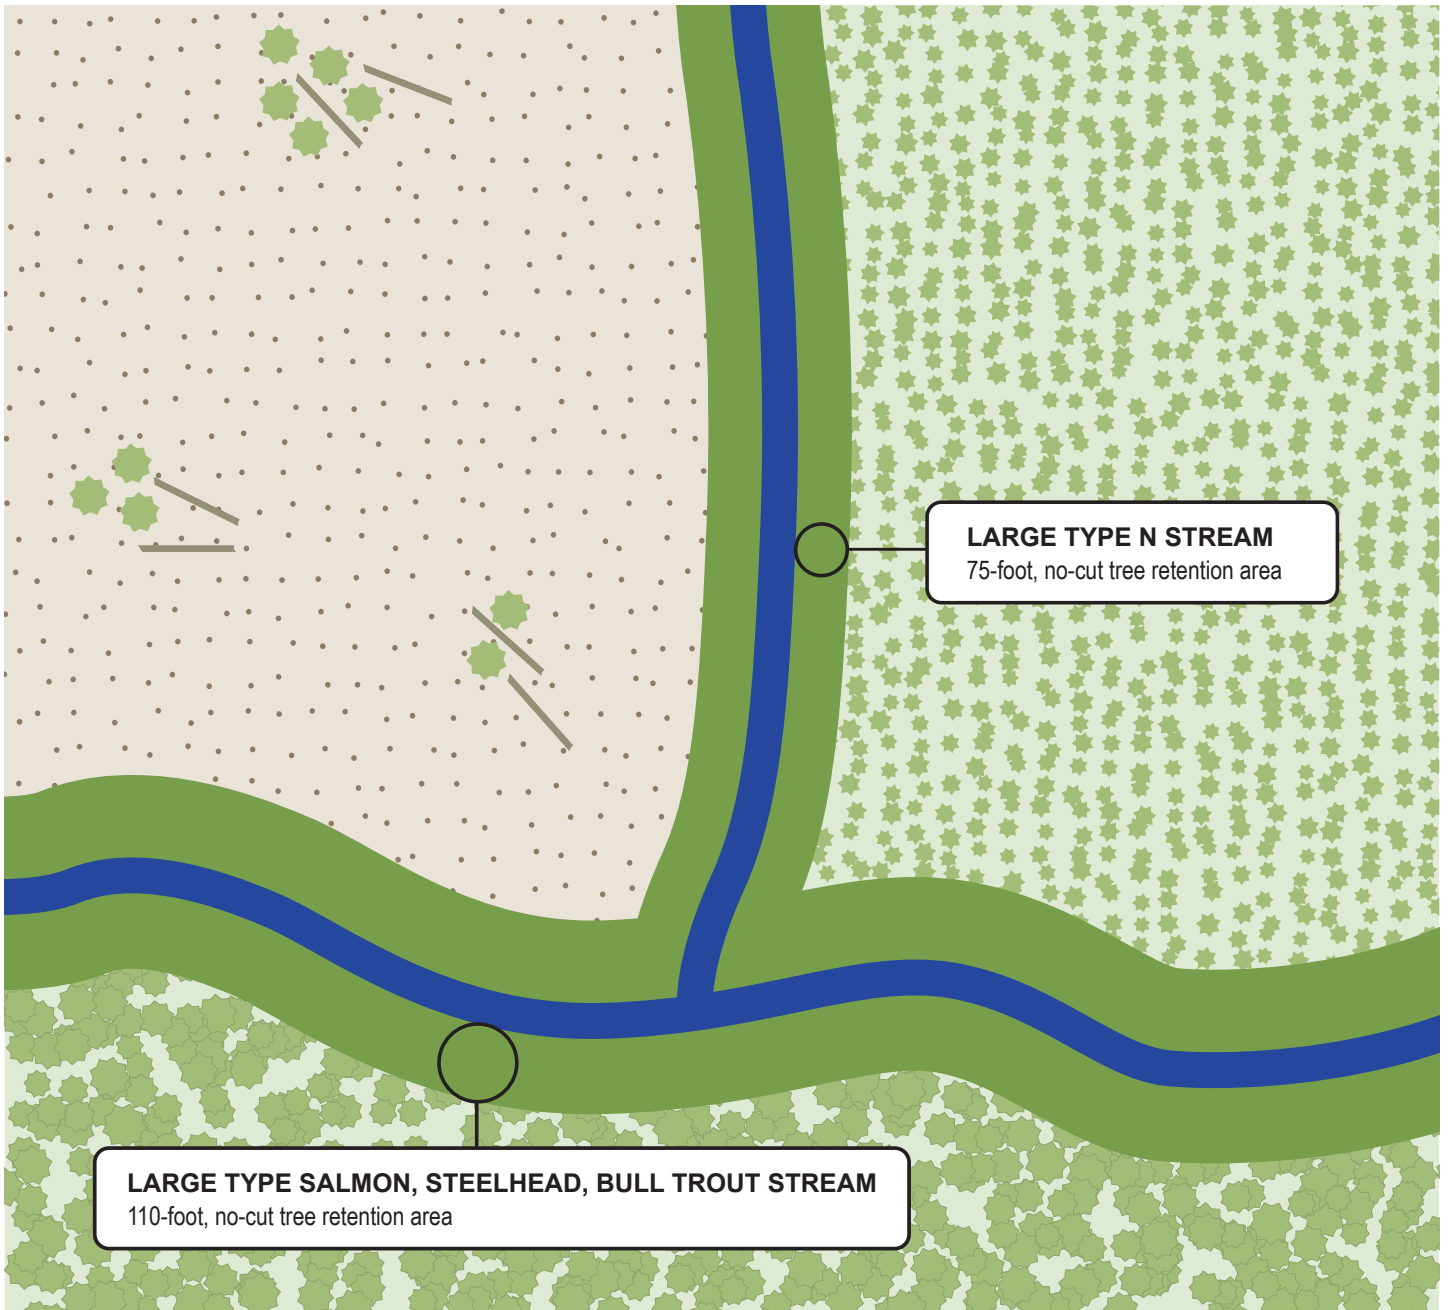 LARGE TYPE N STREAM
75-foot, no-cut tree retention area
LARGE TYPE SALMON, STEELHEAD, BULL TROUT STREAM
110-foot, no-cut tree retention area